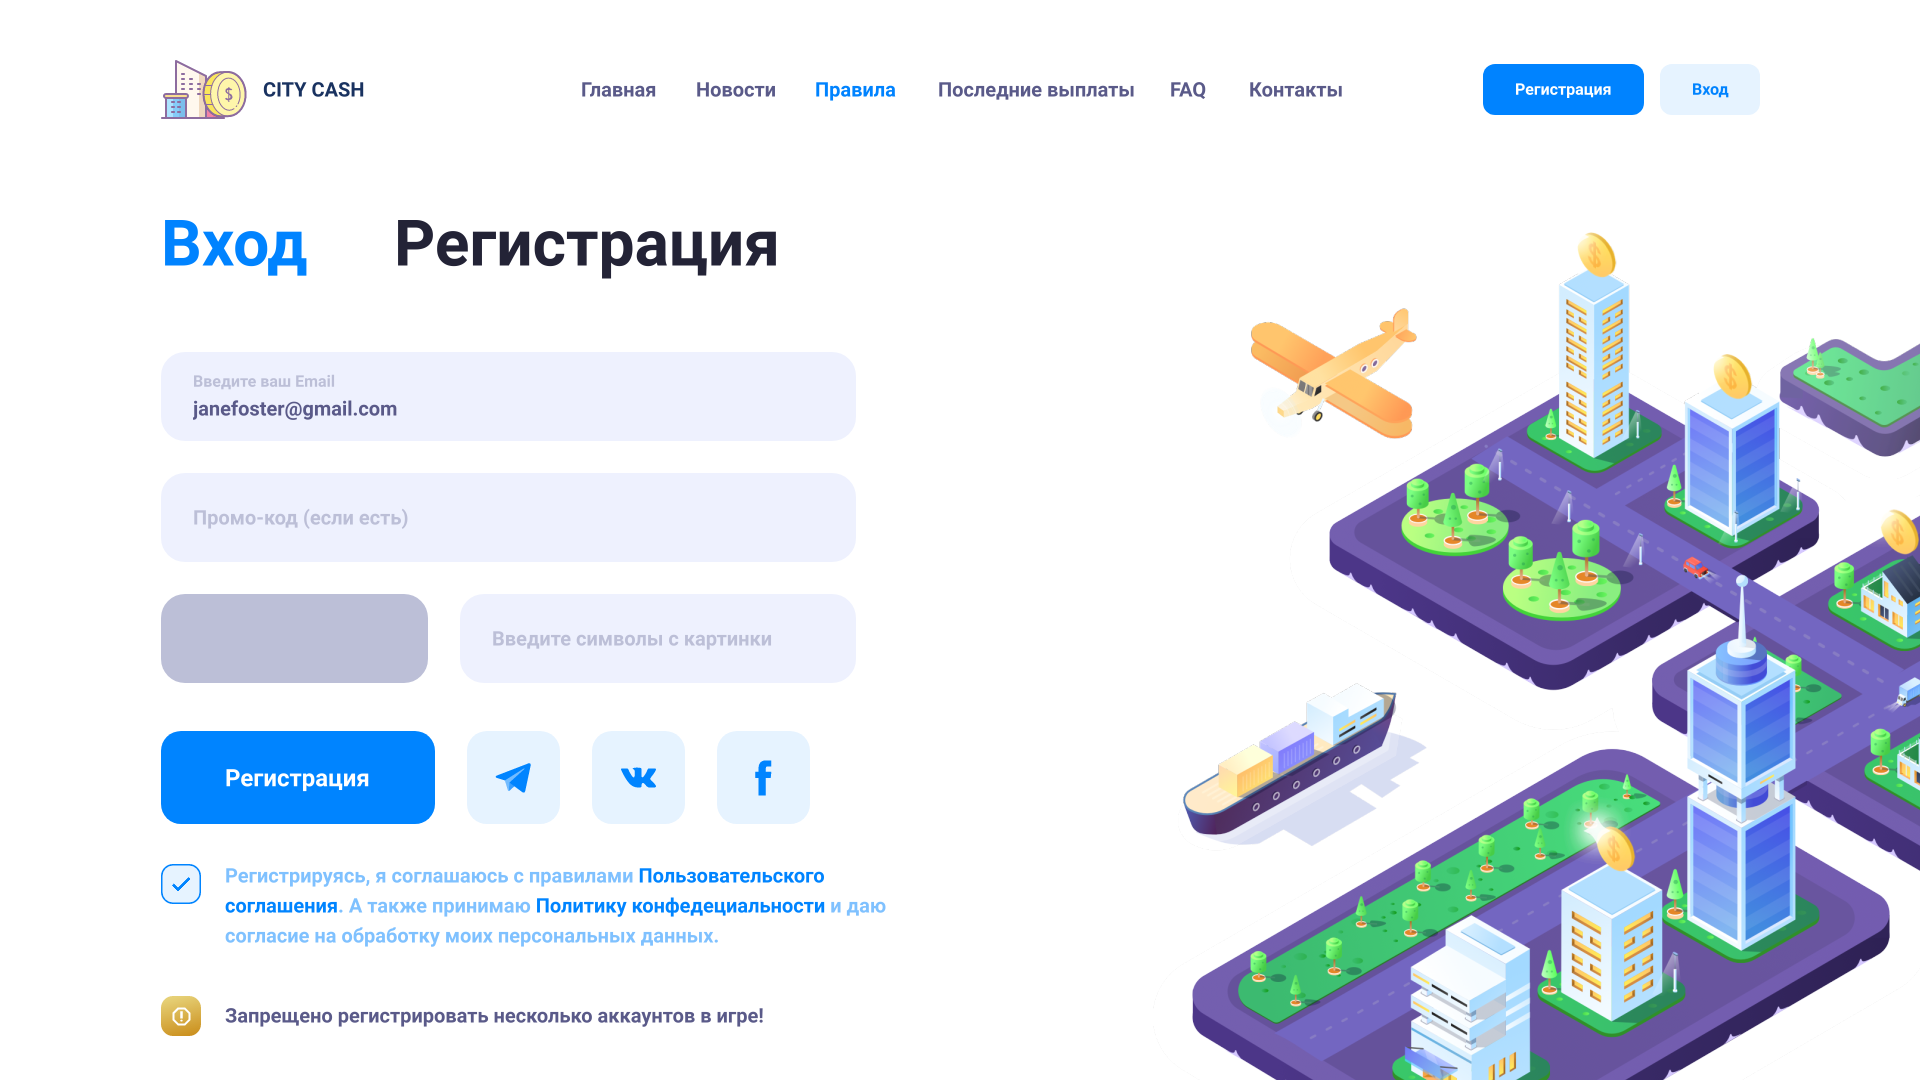 CITY CASH
Главная Новости Правила Последние выплаты FAQ Контакты
Регистрация Вход
Вход Регистрация
Введите ваш Email
janefoster@gmail.com
Промо-код (если есть)
Введите символы с картинки
Регистрация
Регистрируясь, я соглашаюсь с правилами Пользовательского
соглашения. А также принимаю Политику конфедециальности и даю
согласие на обработку моих персональных данных.
Запрещено регистрировать несколько аккаунтов в игре!